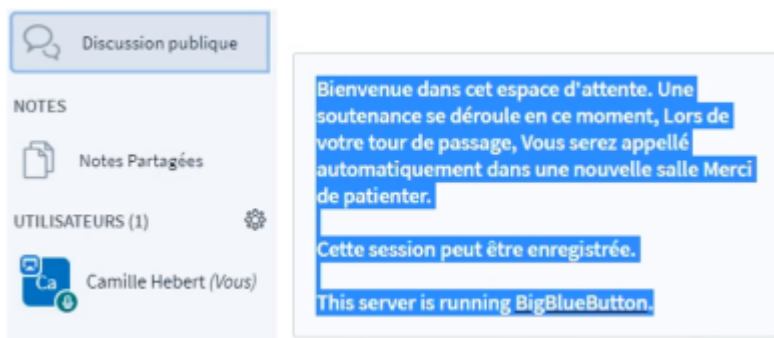 Discussion publique
NOTES
Notes Partagées
UTILISATEURS (1)
Ca
Camille Hebert (Vous)
Bienvenue dans cet espace d'attente. Une
soutenance se déroule en ce moment, Lors de
votre tour de passage, Vous serez appellé
automatiquement dans une nouvelle salle Merci
de patienter.
Cette session peut être enregistrée.
This server is running BigBlueButton.